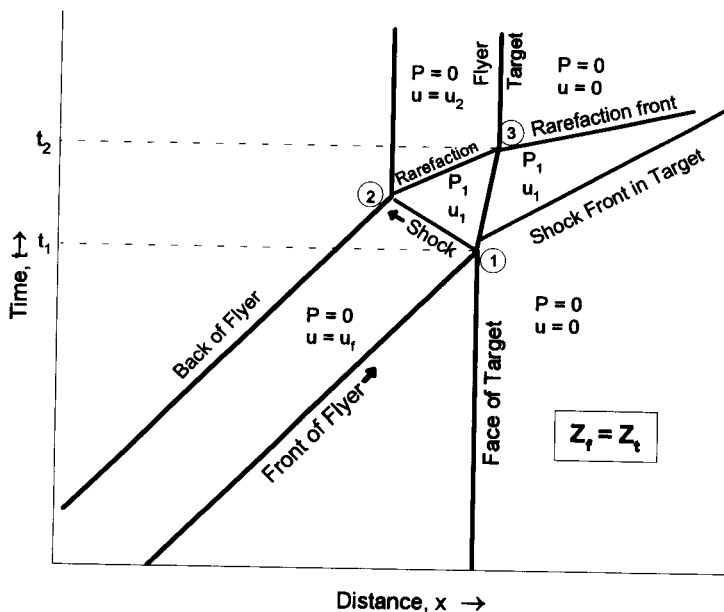 P = 0
u = u₂
Flyer
Target
P = 0
u = 0
t₂
3
Rarefaction front
Rarefaction
P₁
u₁
P₁
u₁
2
← Shock
Shock Front in Target
t₁
1
Time, t→
Back of Flyer
P = 0
u = u_f
P = 0
u = 0
Front of Flyer →
Face of Target
Z_f = Z_t
Distance, x →